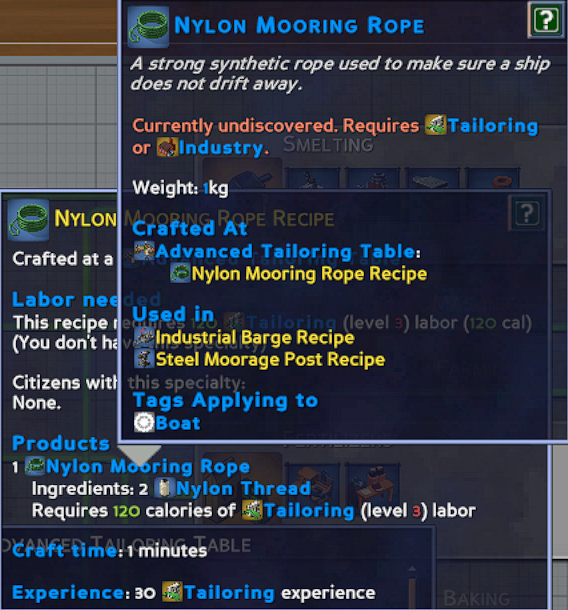 NYLON MOORING ROPE
A strong synthetic rope used to make sure a ship
does not drift away.
Currently undiscovered. Requires Tailoring
or Industry.
SMELTING
Weight: 1kg
NYLON MOORING ROPE RECIPE
Crafted at a
Crafted At
Advanced Tailoring Table:
Nylon Mooring Rope Recipe
Labor needed
This recipe requires 120 Tailoring (level 3) labor (120 cal)
(You don't have this specialty)
Used in
Industrial Barge Recipe
Steel Moorage Post Recipe
Citizens with this specialty:
None.
Tags Applying to
Boat
Products
1 Nylon Mooring Rope
Ingredients: 2 Nylon Thread
Requires 120 calories of Tailoring (level 3) labor
ADVANCED TAILORING TABLE
Craft time: 1 minutes
Experience: 30 Tailoring experience
BAKING